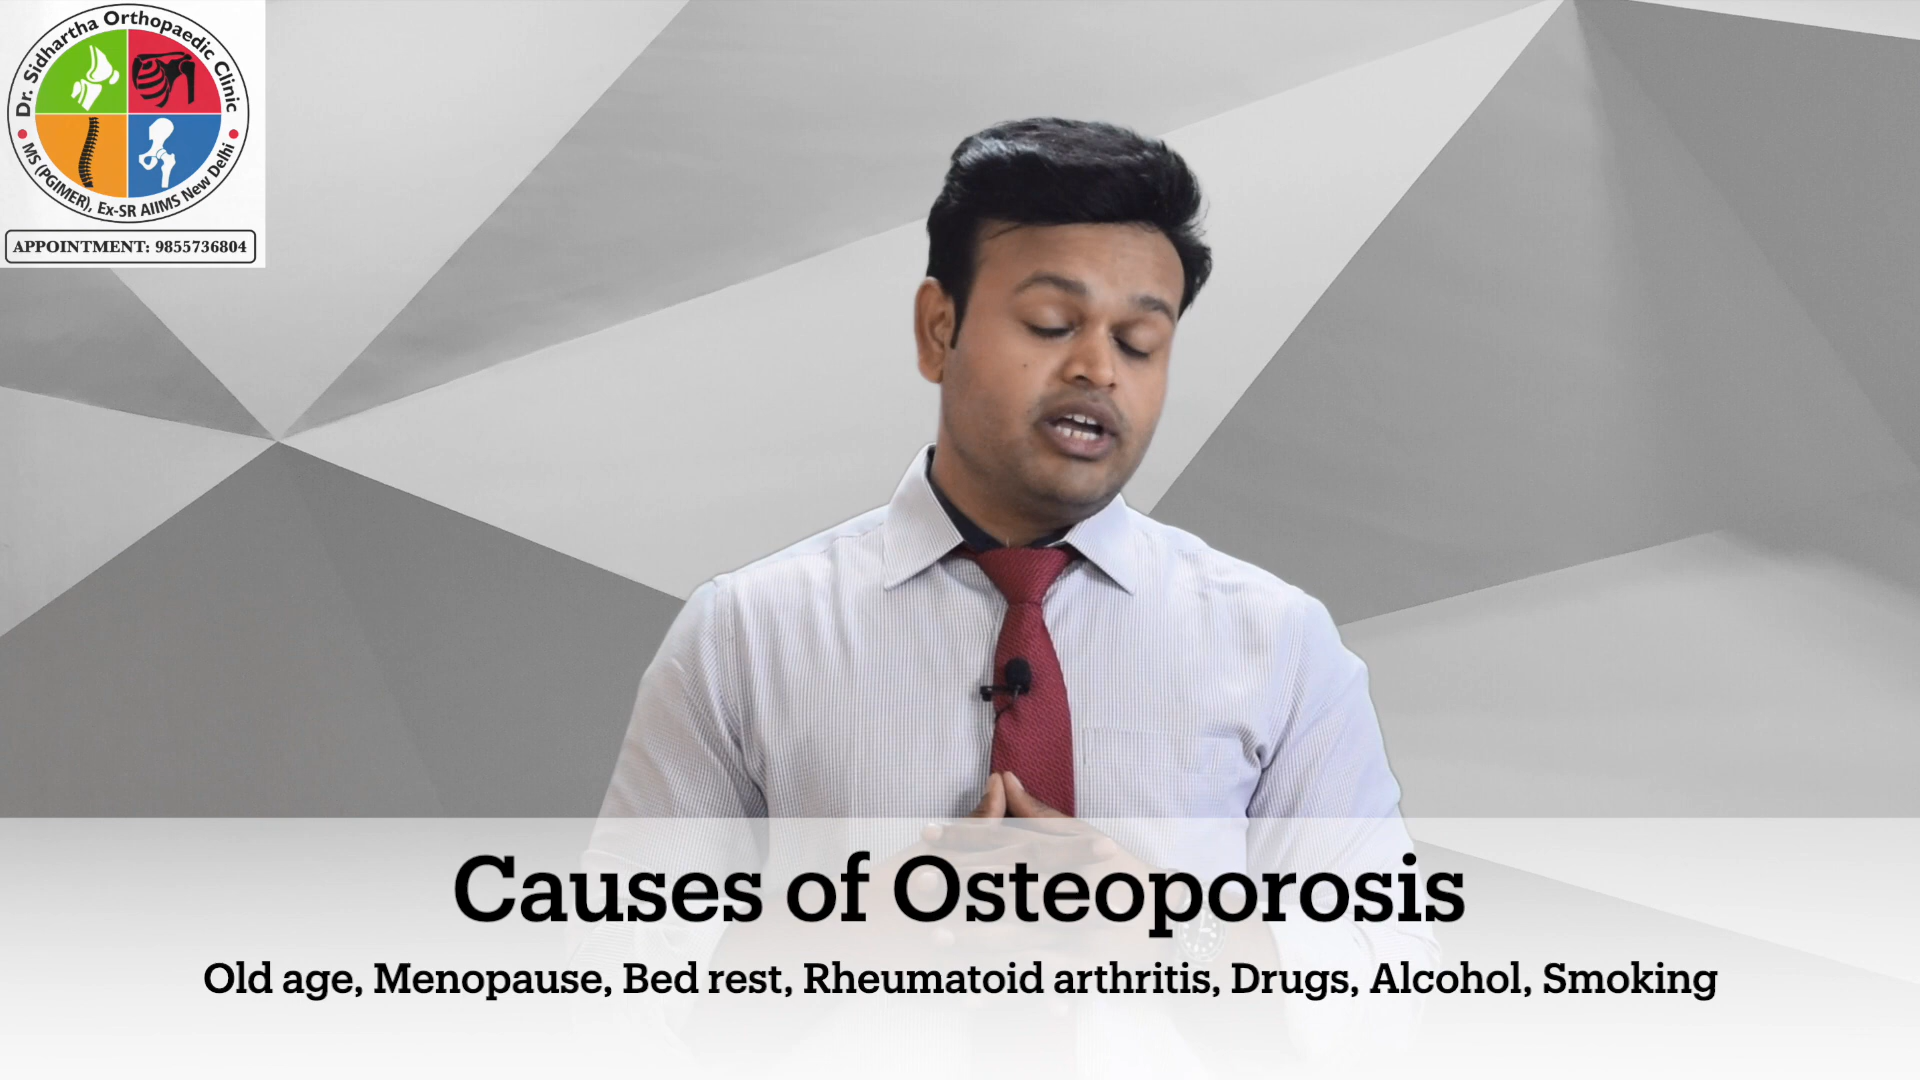 Dr. Sidhartha Orthopaedic Clinic
MS (PGIMER), Ex-SR AIIMS New Delhi
APPOINTMENT: 9855736804
Causes of Osteoporosis
Old age, Menopause, Bed rest, Rheumatoid arthritis, Drugs, Alcohol, Smoking